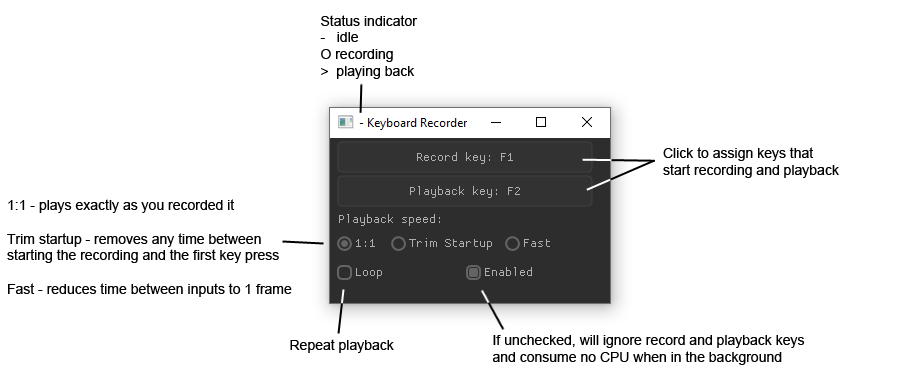 Status indicator
- idle
O recording
> playing back
- Keyboard Recorder
Record key: F1
Click to assign keys that
start recording and playback
Playback key: F2
1:1 - plays exactly as you recorded it
Playback speed:
Trim startup - removes any time between
starting the recording and the first key press
1:1 Trim Startup Fast
Fast - reduces time between inputs to 1 frame
Loop Enabled
Repeat playback
If unchecked, will ignore record and playback keys
and consume no CPU when in the background